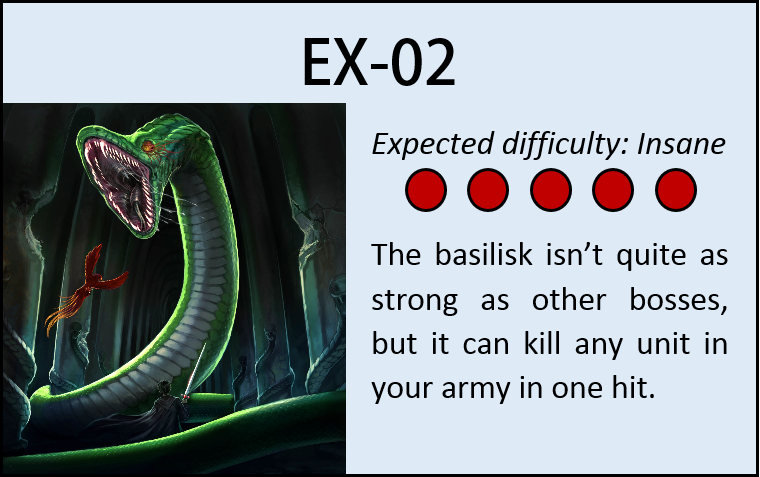 EX-02
Expected difficulty: Insane
The basilisk isn’t quite as
strong as other bosses,
but it can kill any unit in
your army in one hit.